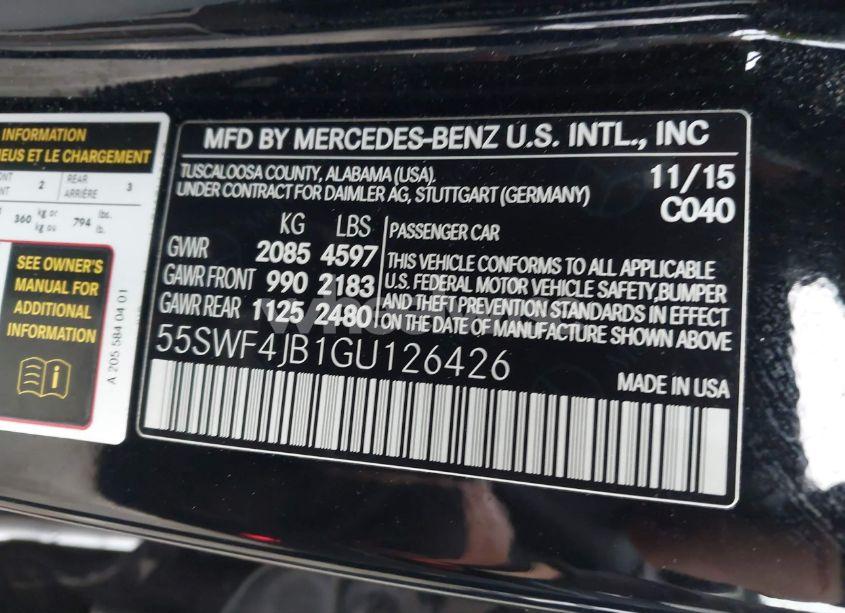 INFORMATION
NEUS ET LE CHARGEMENT
2 REAR ARRIÈRE 3
360 kg or kg ou 794 lbs. lb.
SEE OWNER'S
MANUAL FOR
ADDITIONAL
INFORMATION
A 205 584 04 01
MFD BY MERCEDES-BENZ U.S. INTL., INC
TUSCALOOSA COUNTY, ALABAMA (USA).
UNDER CONTRACT FOR DAIMLER AG, STUTTGART (GERMANY)
11/15
C040
KG LBS
GVWR 2085 4597
GAWR FRONT 990 2183
GAWR REAR 1125 2480
PASSENGER CAR
THIS VEHICLE CONFORMS TO ALL APPLICABLE
U.S. FEDERAL MOTOR VEHICLE SAFETY,BUMPER
AND THEFT PREVENTION STANDARDS IN EFFECT
ON THE DATE OF MANUFACTURE SHOWN ABOVE
55SWF4JB1GU126426
MADE IN USA